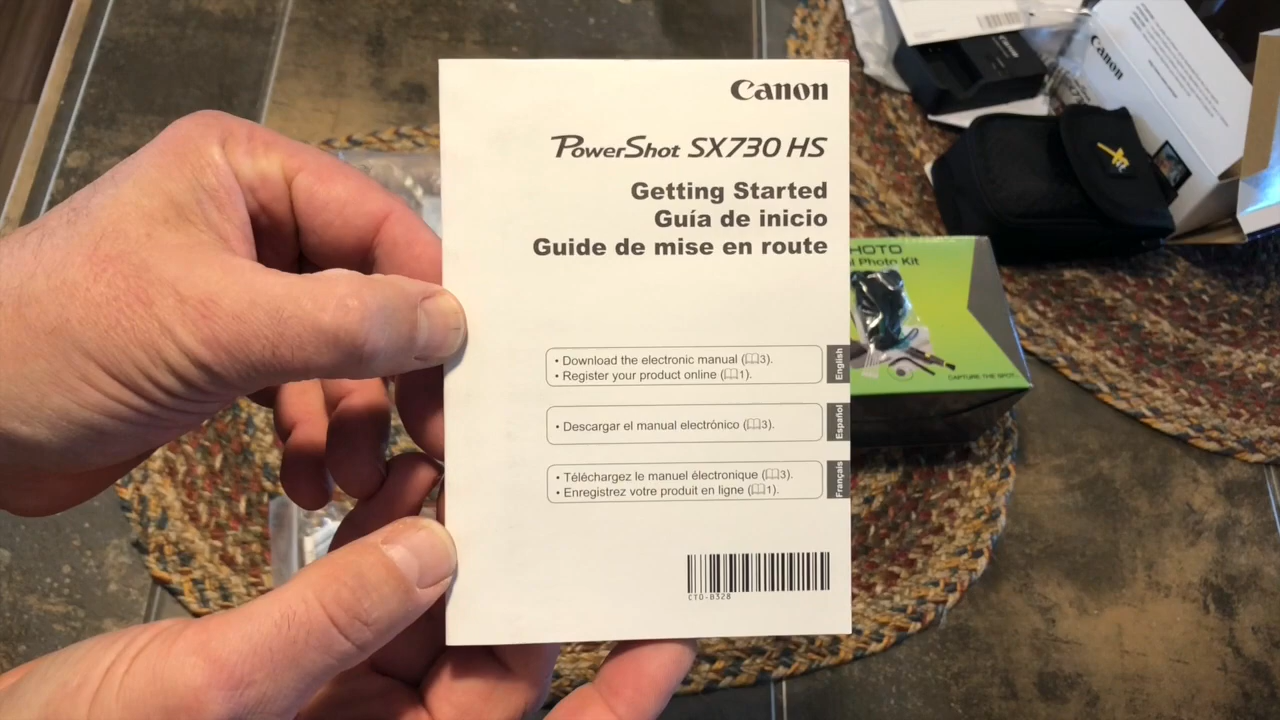 Canon
PowerShot SX730 HS
Getting Started
Guía de inicio
Guide de mise en route
• Download the electronic manual (3).
• Register your product online (1).
English
• Descargar el manual electrónico (3).
Español
• Téléchargez le manuel électronique (3).
• Enregistrez votre produit en ligne (1).
Français
CT0-B328
Canon
Canon
HOTO
Photo Kit
CAPTURE THE SPOT